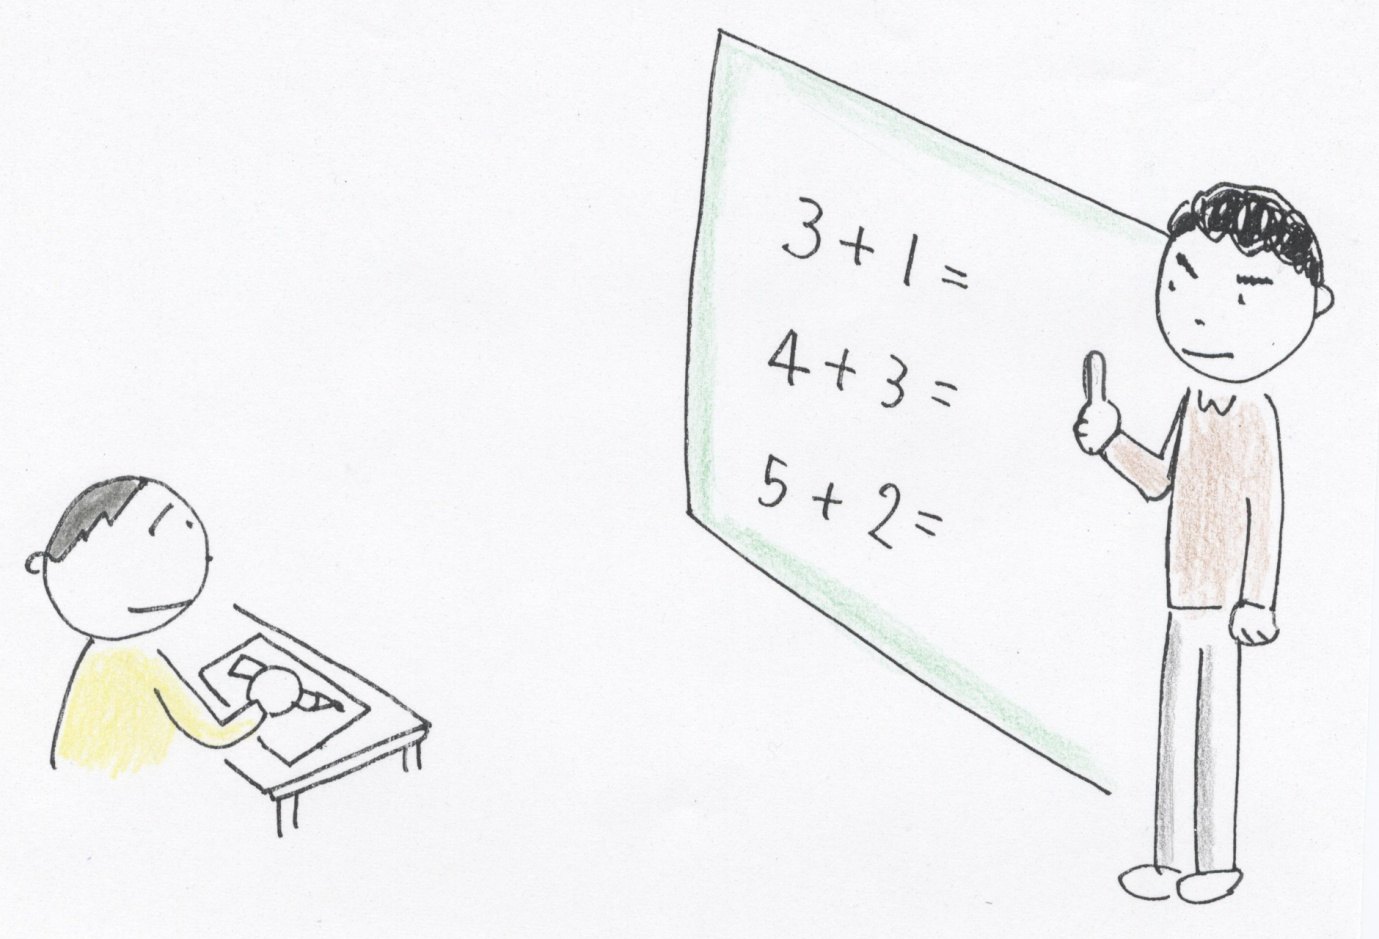 3 + 1 =
4 + 3 =
5 + 2 =